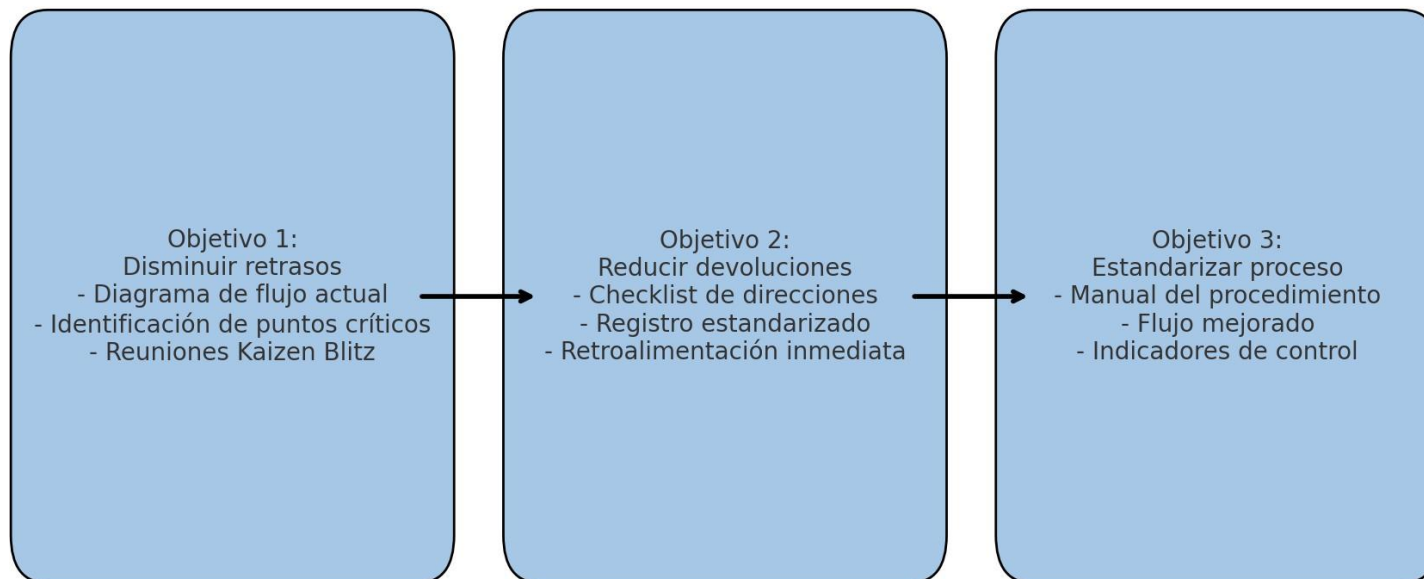 Objetivo 1:
Disminuir retrasos
- Diagrama de flujo actual
- Identificación de puntos críticos
- Reuniones Kaizen Blitz
Objetivo 2:
Reducir devoluciones
- Checklist de direcciones
- Registro estandarizado
- Retroalimentación inmediata
Objetivo 3:
Estandarizar proceso
- Manual del procedimiento
- Flujo mejorado
- Indicadores de control